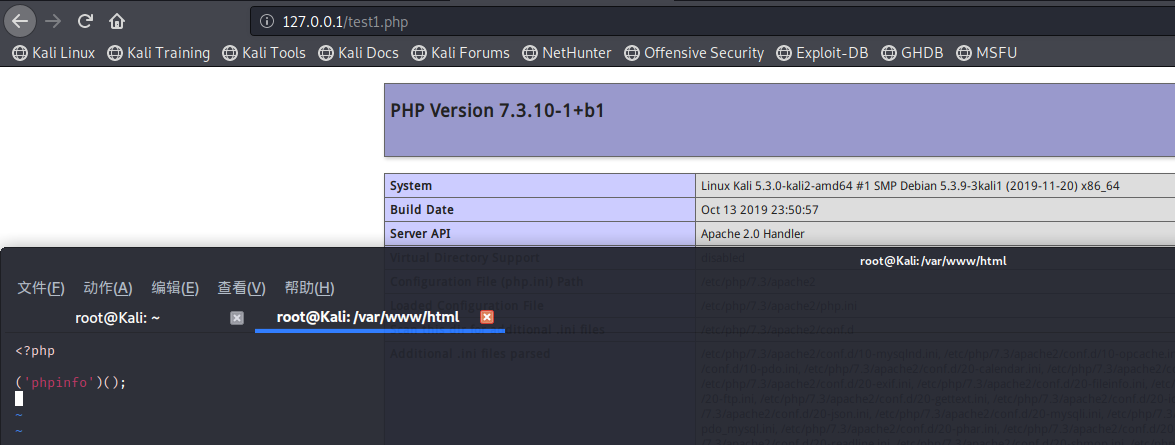 127.0.0.1/test1.php
Kali Linux Kali Training Kali Tools Kali Docs Kali Forums NetHunter Offensive Security Exploit-DB GHDB MSFU
PHP Version 7.3.10-1+b1
System Linux Kali 5.3.0-kali2-amd64 #1 SMP Debian 5.3.9-3kali1 (2019-11-20) x86_64
Build Date Oct 13 2019 23:50:57
Server API Apache 2.0 Handler
Virtual Directory Support disabled
root@Kali: /var/www/html
Configuration File (php.ini) Path /etc/php/7.3/apache2
文件(F) 动作(A) 编辑(E) 查看(V) 帮助(H)
Loaded Configuration File /etc/php/7.3/apache2/php.ini
root@Kali: ~ root@Kali: /var/www/html
additional .ini files /etc/php/7.3/apache2/conf.d
<?php
Additional .ini files parsed
('phpinfo')();
~
~